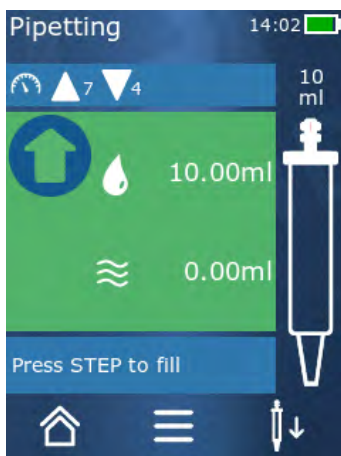 Pipetting 14:02
7 4
10
ml
10.00ml
0.00ml
Press STEP to fill